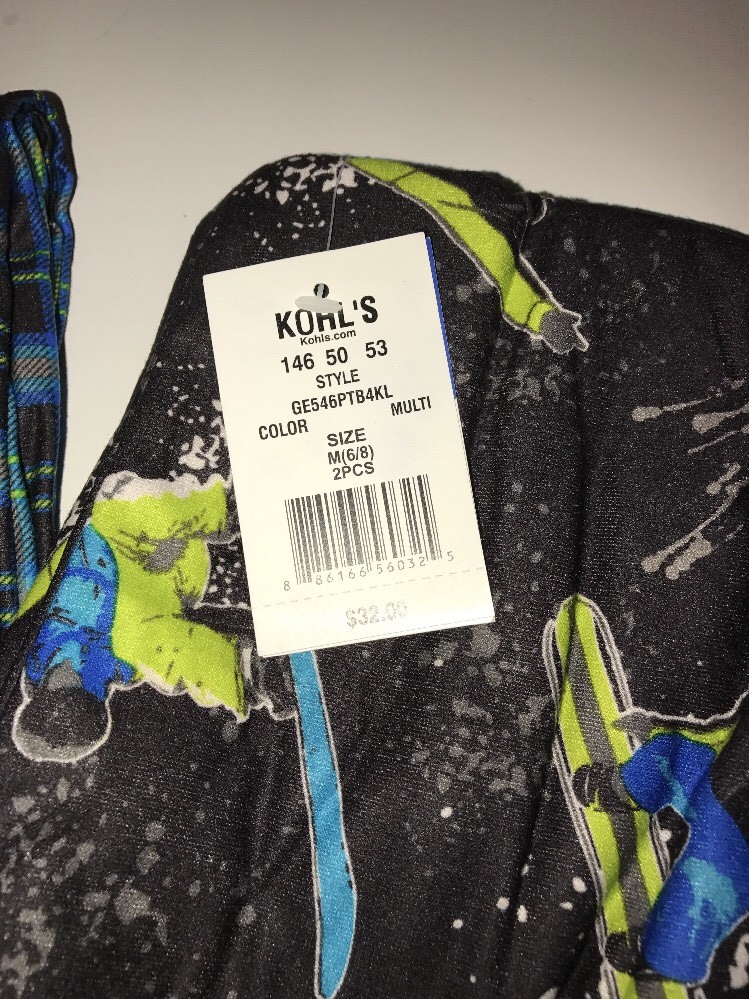 KOHL'S
Kohls.com
146 50 53
STYLE
GE546PTB4KL
COLOR MULTI
SIZE
M(6/8)
2PCS
8 86166 56032 5
$32.00